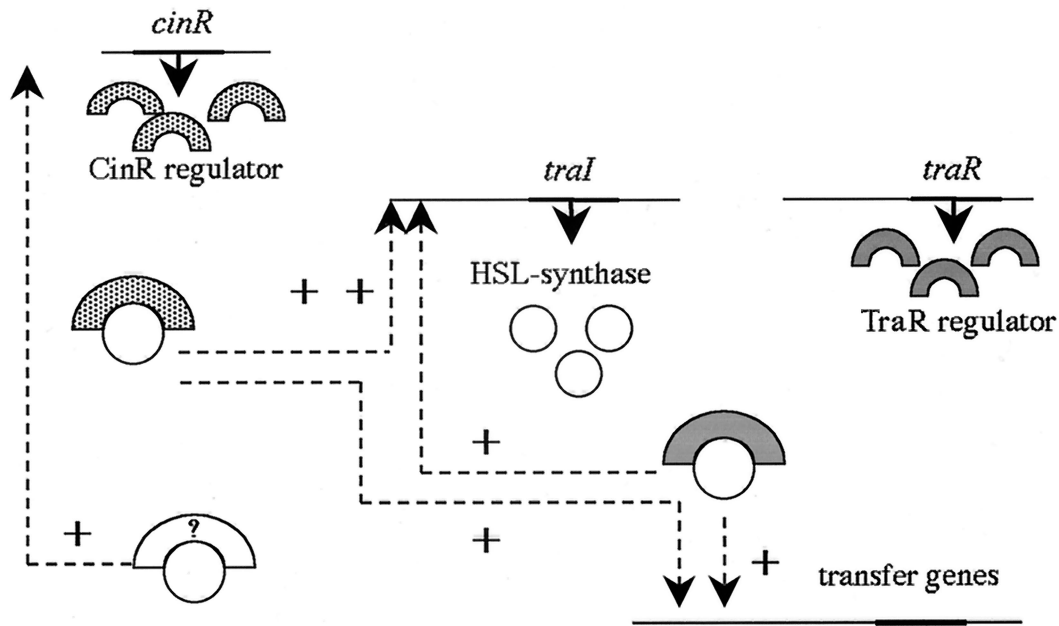 cinR
CinR regulator
traI
traR
HSL-synthase
TraR regulator
+ +
+
+
+
?
+
transfer genes